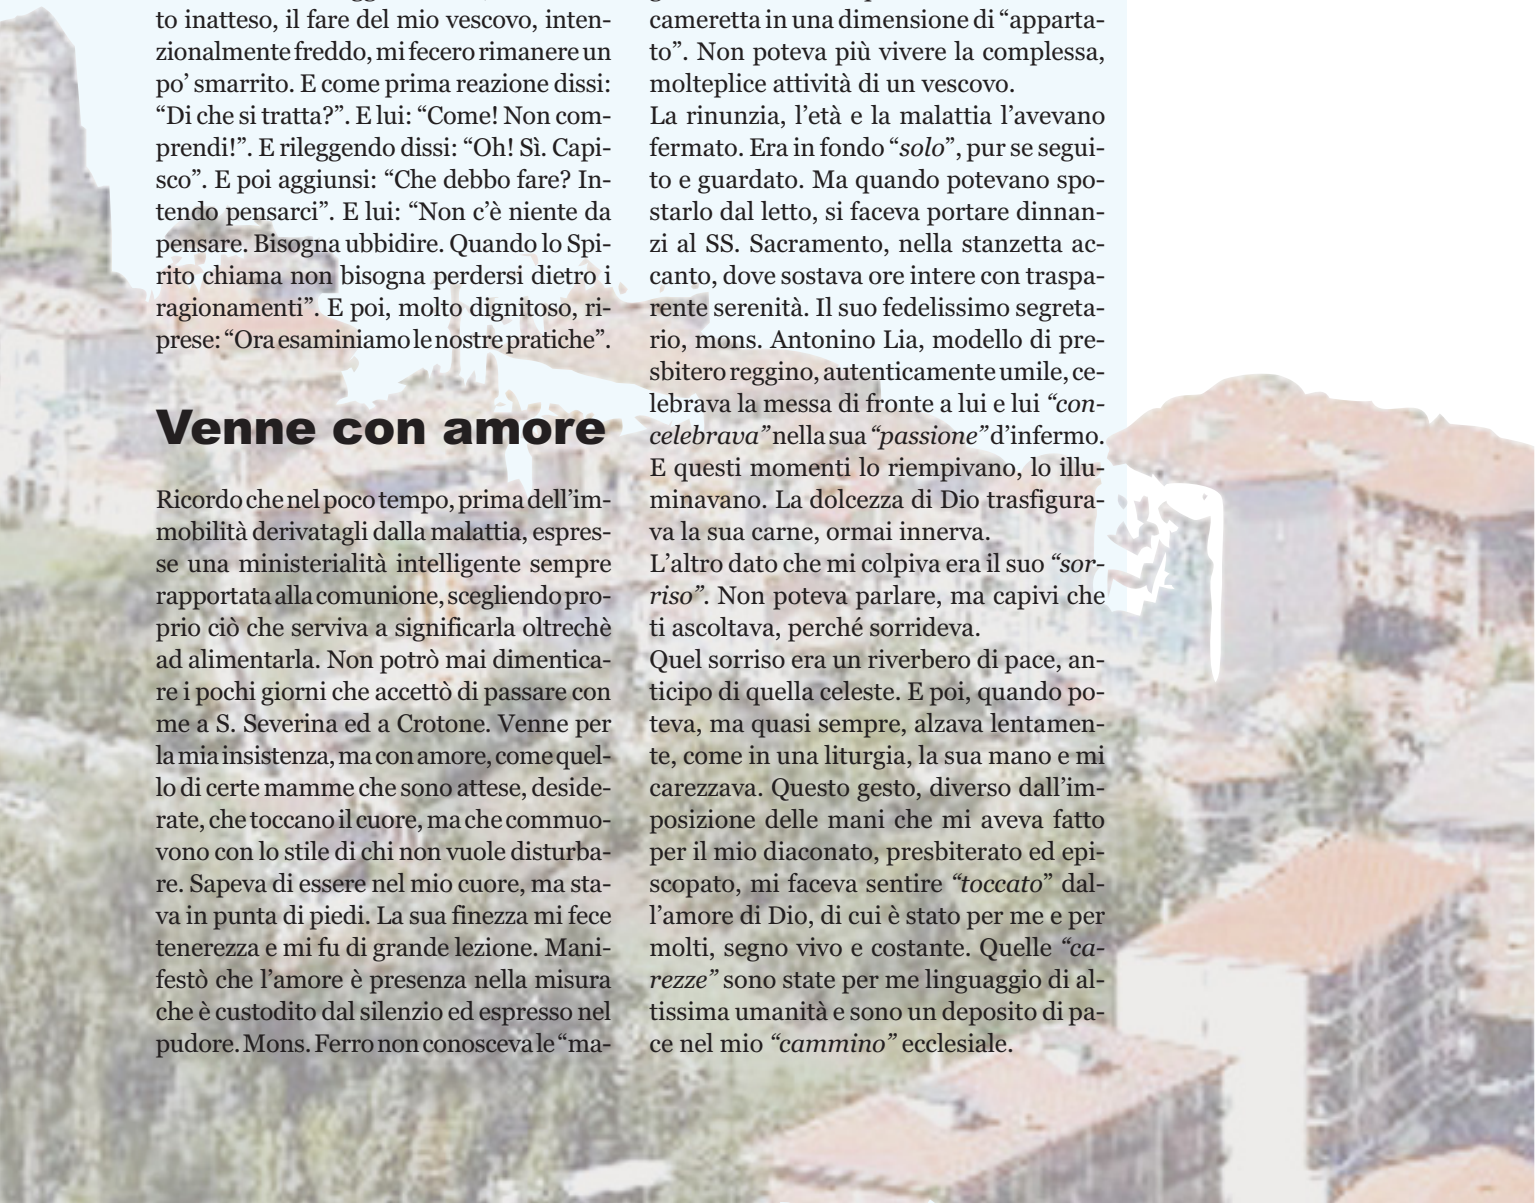 to inatteso, il fare del mio vescovo, inten-
zionalmente freddo, mi fecero rimanere un
po’ smarrito. E come prima reazione dissi:
“Di che si tratta?”. E lui: “Come! Non com-
prendi!”. E rileggendo dissi: “Oh! Sì. Capi-
sco”. E poi aggiunsi: “Che debbo fare? In-
tendo pensarci”. E lui: “Non c’è niente da
pensare. Bisogna ubbidire. Quando lo Spi-
rito chiama non bisogna perdersi dietro i
ragionamenti”. E poi, molto dignitoso, ri-
prese: “Ora esaminiamo le nostre pratiche”.
Venne con amore
Ricordo che nel poco tempo, prima dell’im-
mobilità derivatagli dalla malattia, espres-
se una ministerialità intelligente sempre
rapportata alla comunione, scegliendo pro-
prio ciò che serviva a significarla oltrechè
ad alimentarla. Non potrò mai dimentica-
re i pochi giorni che accettò di passare con
me a S. Severina ed a Crotone. Venne per
la mia insistenza, ma con amore, come quel-
lo di certe mamme che sono attese, deside-
rate, che toccano il cuore, ma che commuo-
vono con lo stile di chi non vuole disturba-
re. Sapeva di essere nel mio cuore, ma sta-
va in punta di piedi. La sua finezza mi fece
tenerezza e mi fu di grande lezione. Mani-
festò che l’amore è presenza nella misura
che è custodito dal silenzio ed espresso nel
pudore. Mons. Ferro non conosceva le “ma-
cameretta in una dimensione di “apparta-
to”. Non poteva più vivere la complessa,
molteplice attività di un vescovo.
La rinunzia, l’età e la malattia l’avevano
fermato. Era in fondo “solo”, pur se segui-
to e guardato. Ma quando potevano spo-
starlo dal letto, si faceva portare dinnan-
zi al SS. Sacramento, nella stanzetta ac-
canto, dove sostava ore intere con traspa-
rente serenità. Il suo fedelissimo segreta-
rio, mons. Antonino Lia, modello di pre-
sbitero reggino, autenticamente umile, ce-
lebrava la messa di fronte a lui e lui “con-
celebrava” nella sua “passione” d’infermo.
E questi momenti lo riempivano, lo illu-
minavano. La dolcezza di Dio trasfigura-
va la sua carne, ormai innerva.
L’altro dato che mi colpiva era il suo “sor-
riso”. Non poteva parlare, ma capivi che
ti ascoltava, perché sorrideva.
Quel sorriso era un riverbero di pace, an-
ticipo di quella celeste. E poi, quando po-
teva, ma quasi sempre, alzava lentamen-
te, come in una liturgia, la sua mano e mi
carezzava. Questo gesto, diverso dall’im-
posizione delle mani che mi aveva fatto
per il mio diaconato, presbiterato ed epi-
scopato, mi faceva sentire “toccato” dal-
l’amore di Dio, di cui è stato per me e per
molti, segno vivo e costante. Quelle “ca-
rezze” sono state per me linguaggio di al-
tissima umanità e sono un deposito di pa-
ce nel mio “cammino” ecclesiale.